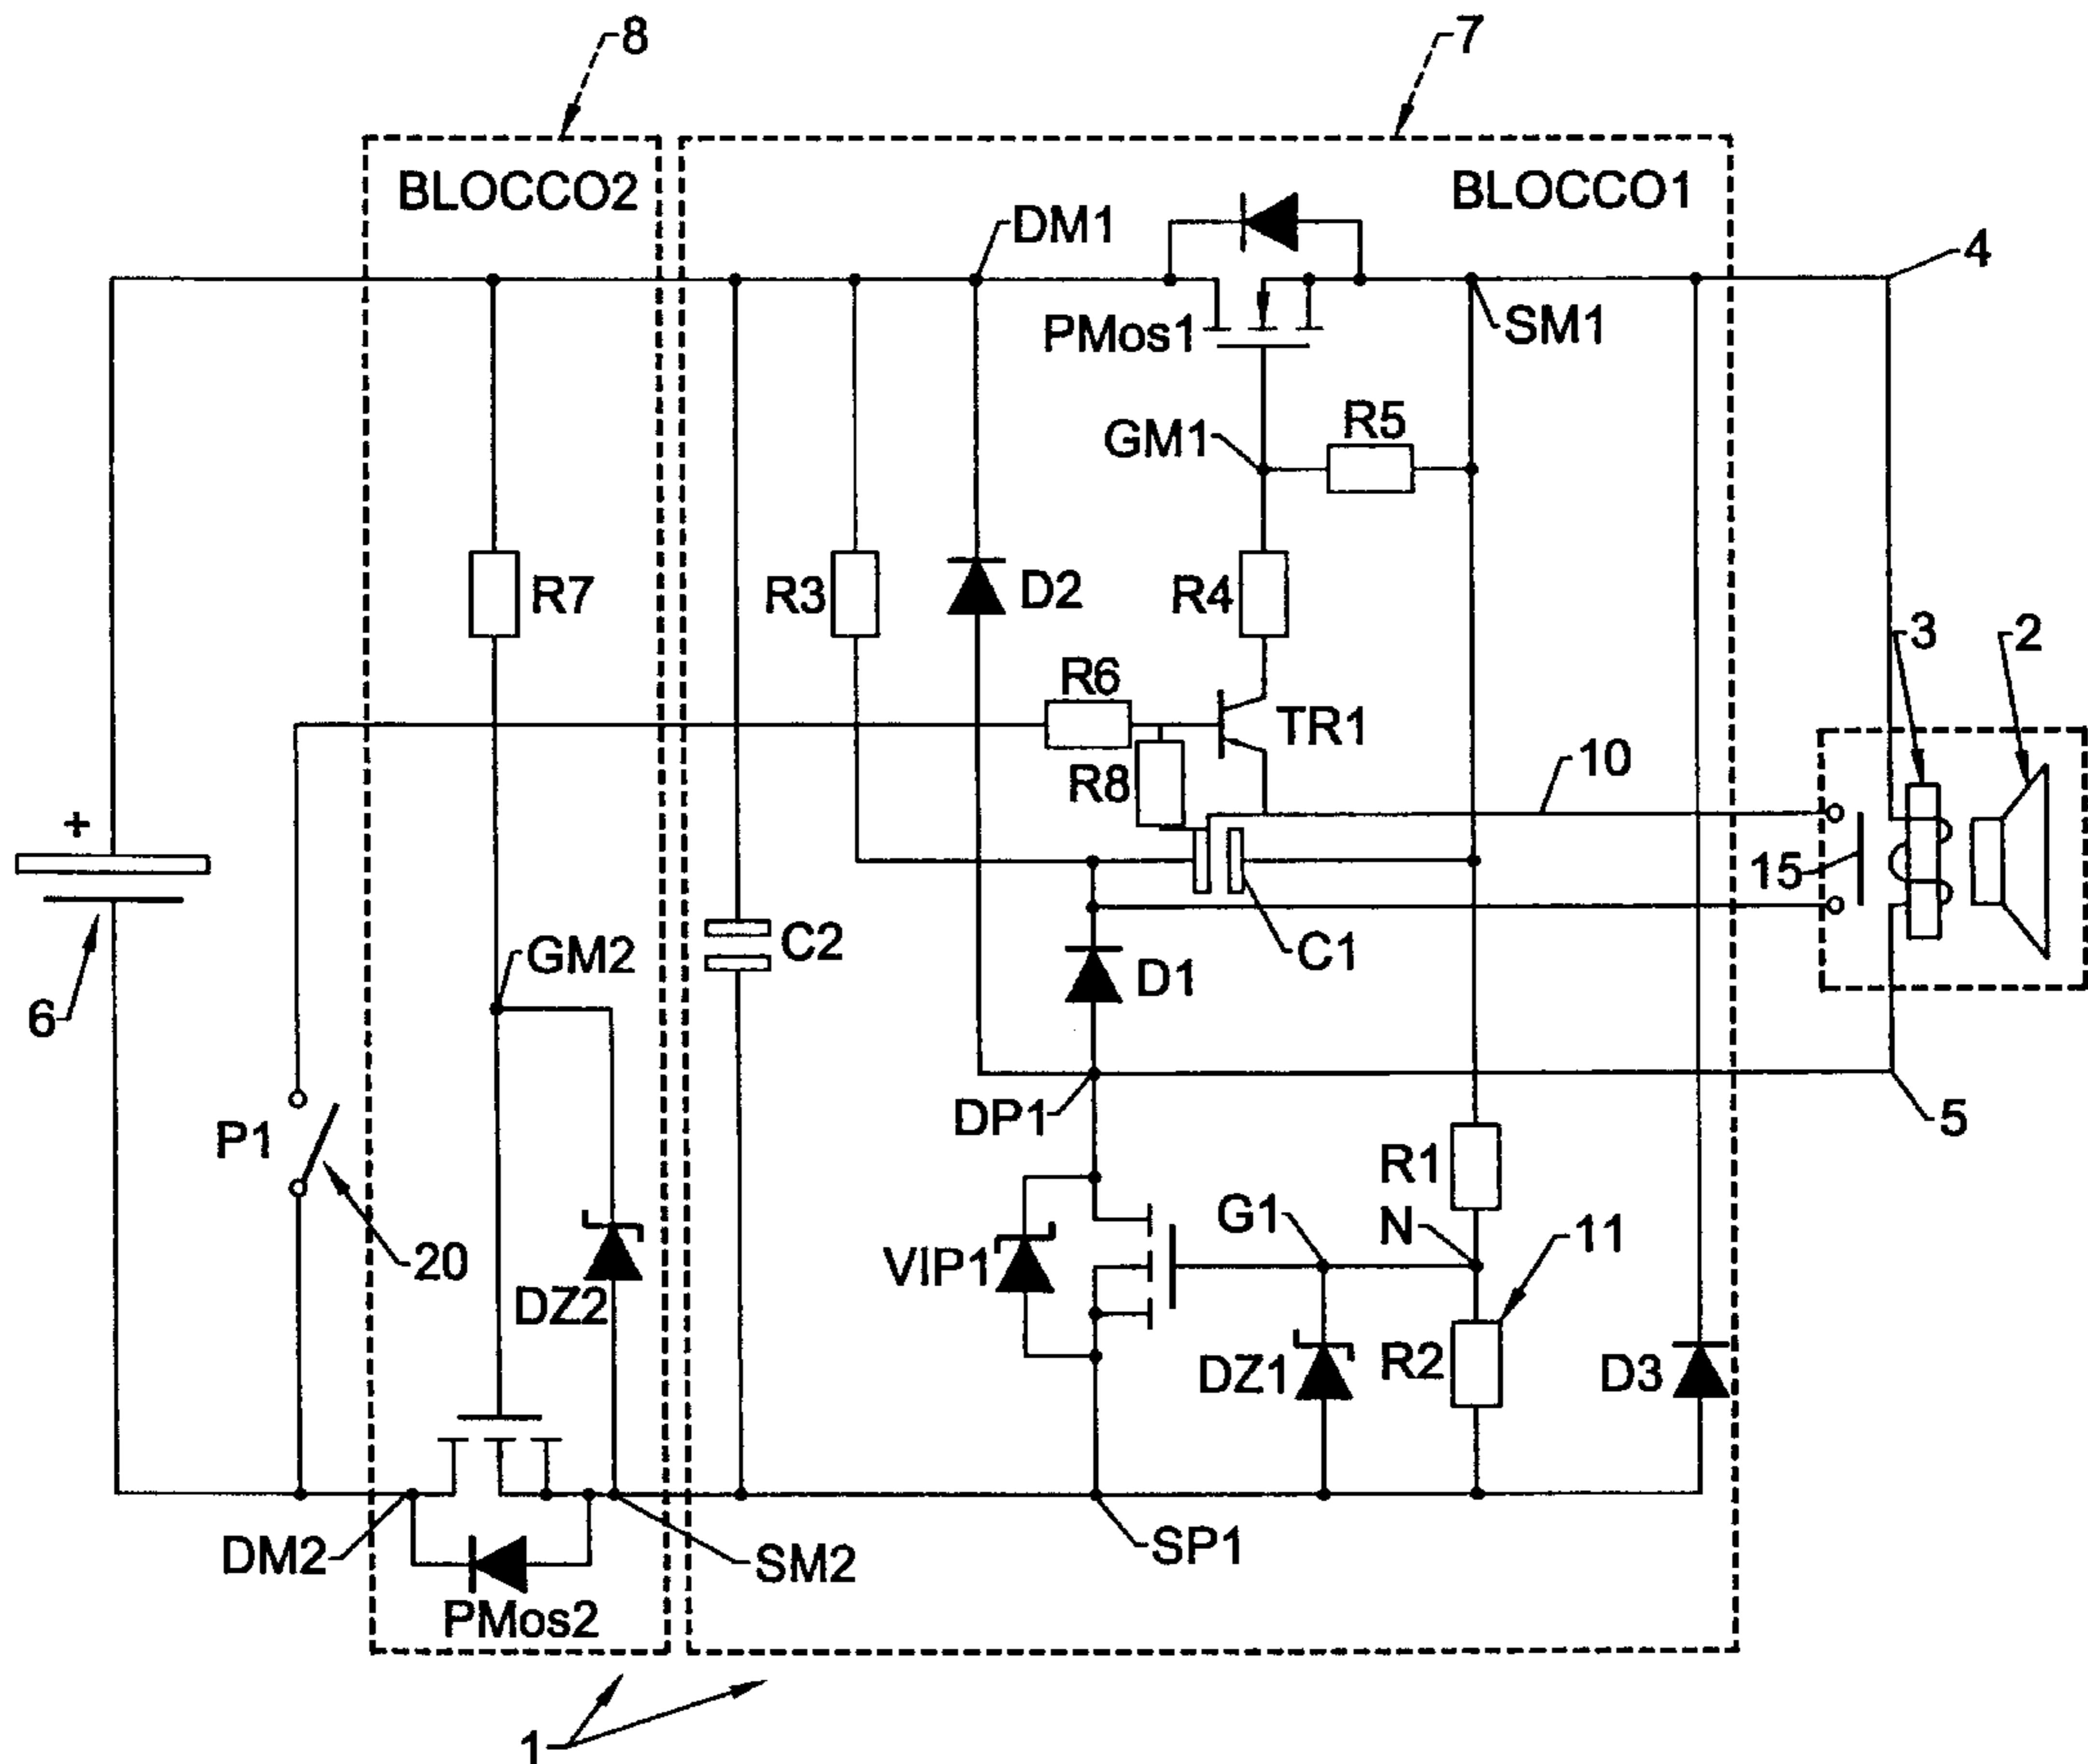 8
7
BLOCCO2
BLOCCO1
DM1
4
PMos1
SM1
GM1
R5
R7
R3
D2
R4
3
2
R6
TR1
R8
10
+
15
C2
C1
GM2
D1
6
DP1
5
P1
R1
G1
N
11
20
VIP1
DZ2
DZ1
R2
D3
DM2
SM2
SP1
PMos2
1